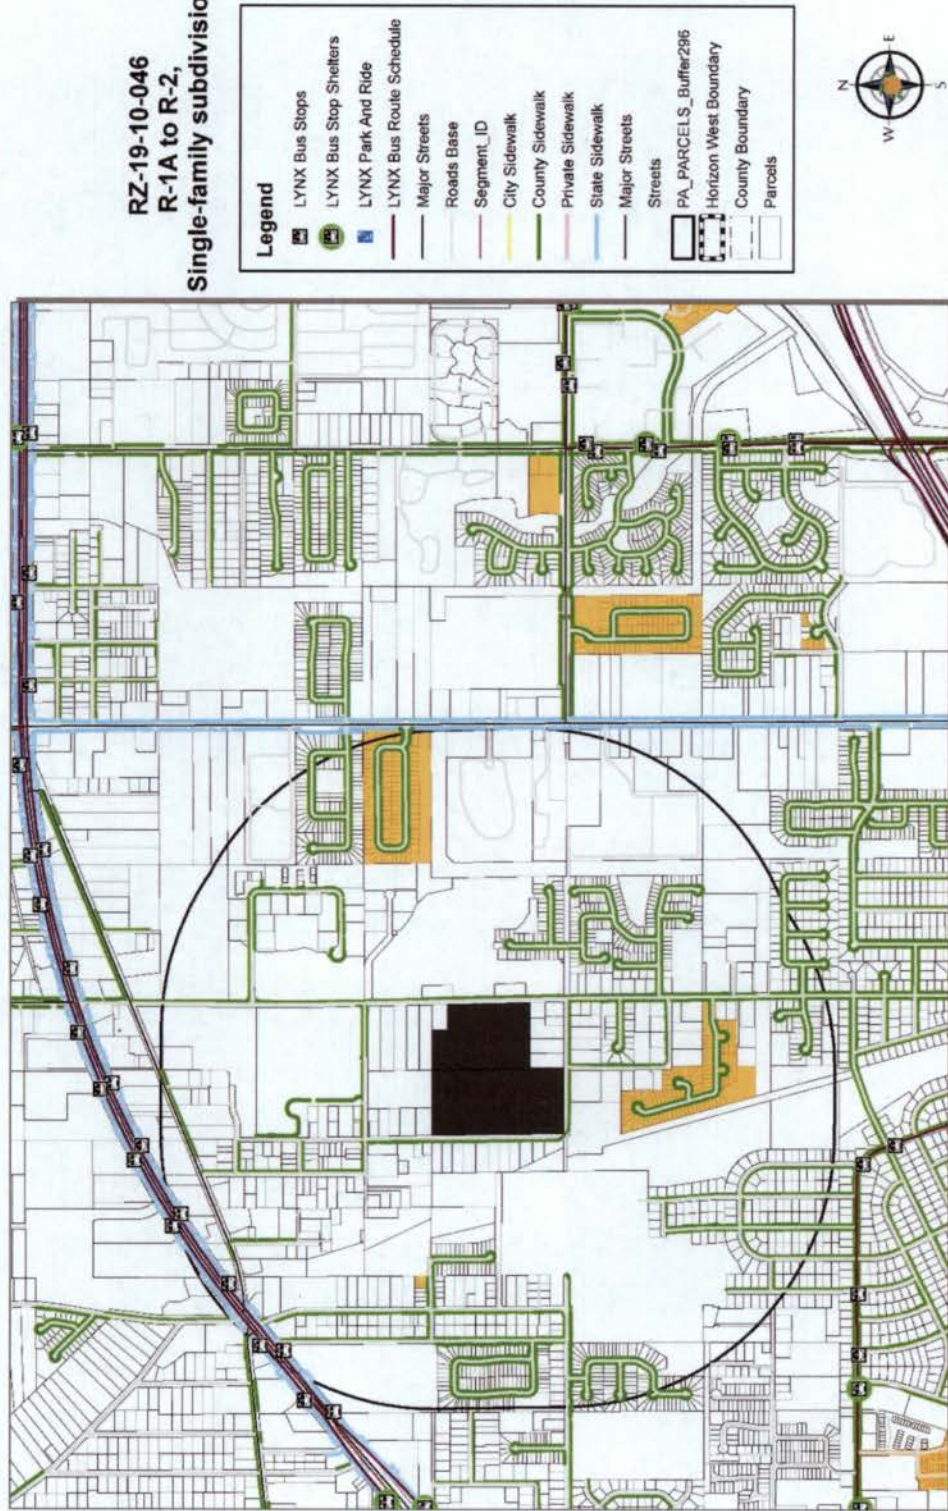 RZ-19-10-046
R-1A to R-2,
Single-family subdivisio
Legend
LYNX Bus Stops
LYNX Bus Stop Shelters
LYNX Park And Ride
LYNX Bus Route Schedule
Major Streets
Roads Base
Segment_ID
City Sidewalk
County Sidewalk
Private Sidewalk
State Sidewalk
Major Streets
Streets
PA_PARCELS_Buffer296
Horizon West Boundary
County Boundary
Parcels
N
E
S
W